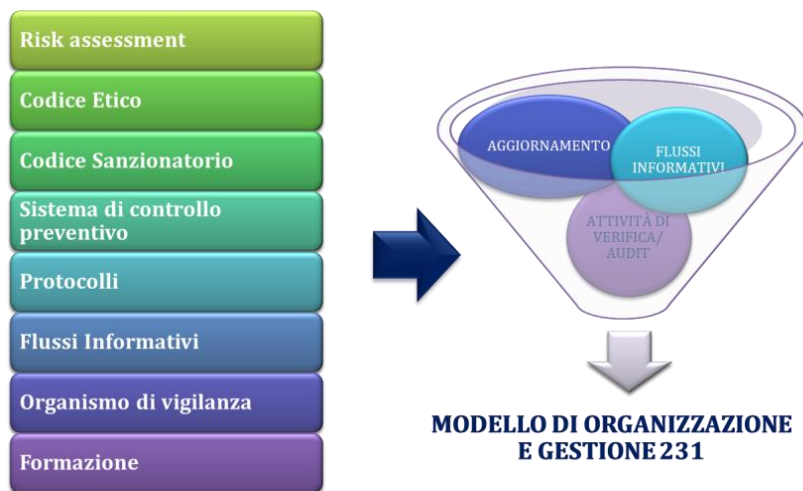 Risk assessment
Codice Etico
Codice Sanzionatorio
Sistema di controllo
preventivo
Protocolli
Flussi Informativi
Organismo di vigilanza
Formazione
AGGIORNAMENTO
FLUSSI
INFORMATIVI
ATTIVITÀ DI
VERIFICA/
AUDIT
MODELLO DI ORGANIZZAZIONE
E GESTIONE 231